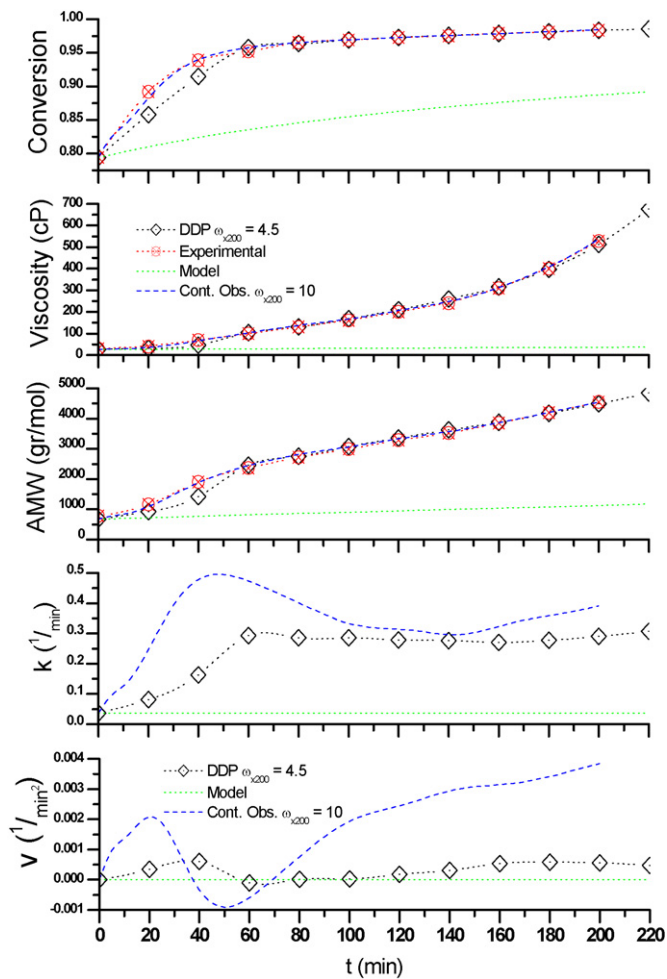 1.00
0.95
0.90
0.85
0.80
Conversion
700
600
500
400
300
200
100
0
Viscosity (cP)
DDP ωx200 = 4.5
Experimental
Model
Cont. Obs. ωx200 = 10
5000
4000
3000
2000
1000
0
AMW (gr/mol)
0.5
0.4
0.3
0.2
0.1
0.0
k (1/min)
0.004
0.003
0.002
0.001
0.000
-0.001
v (1/min2)
DDP ωx200 = 4.5
Model
Cont. Obs. ωx200 = 10
0 20 40 60 80 100 120 140 160 180 200 220
t (min)